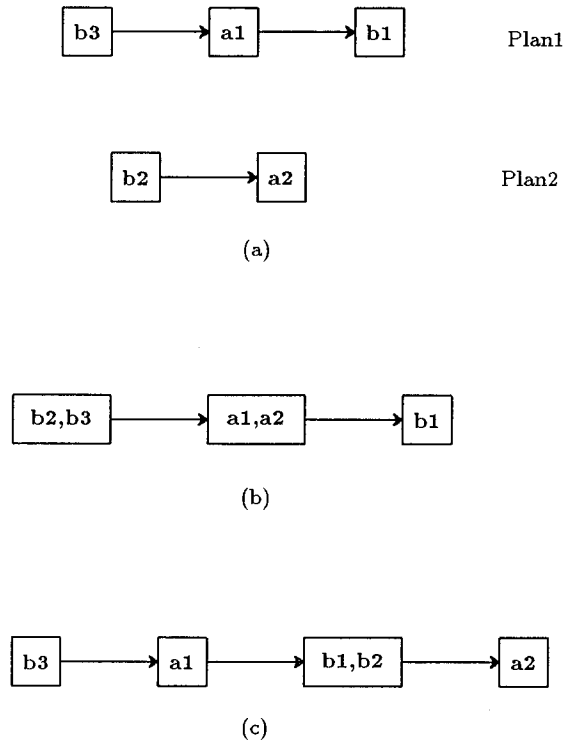 b3 a1 b1 Plan1
b2 a2 Plan2
(a)
b2,b3 a1,a2 b1
(b)
b3 a1 b1,b2 a2
(c)